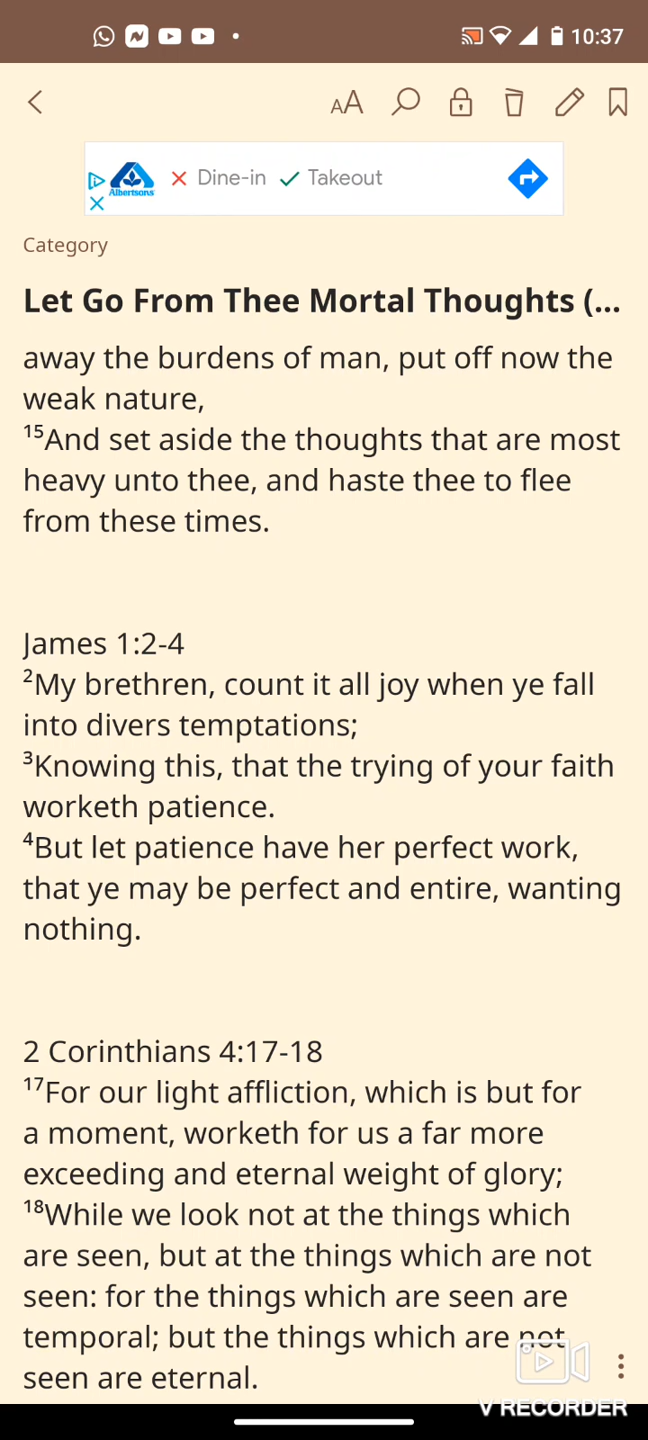 10:37
AA
Albertsons
Dine-in Takeout
Category
Let Go From Thee Mortal Thoughts (...
away the burdens of man, put off now the
weak nature,
¹⁵And set aside the thoughts that are most
heavy unto thee, and haste thee to flee
from these times.
James 1:2-4
²My brethren, count it all joy when ye fall
into divers temptations;
³Knowing this, that the trying of your faith
worketh patience.
⁴But let patience have her perfect work,
that ye may be perfect and entire, wanting
nothing.
2 Corinthians 4:17-18
¹⁷For our light affliction, which is but for
a moment, worketh for us a far more
exceeding and eternal weight of glory;
¹⁸While we look not at the things which
are seen, but at the things which are not
seen: for the things which are seen are
temporal; but the things which are not
seen are eternal.
V RECORDER